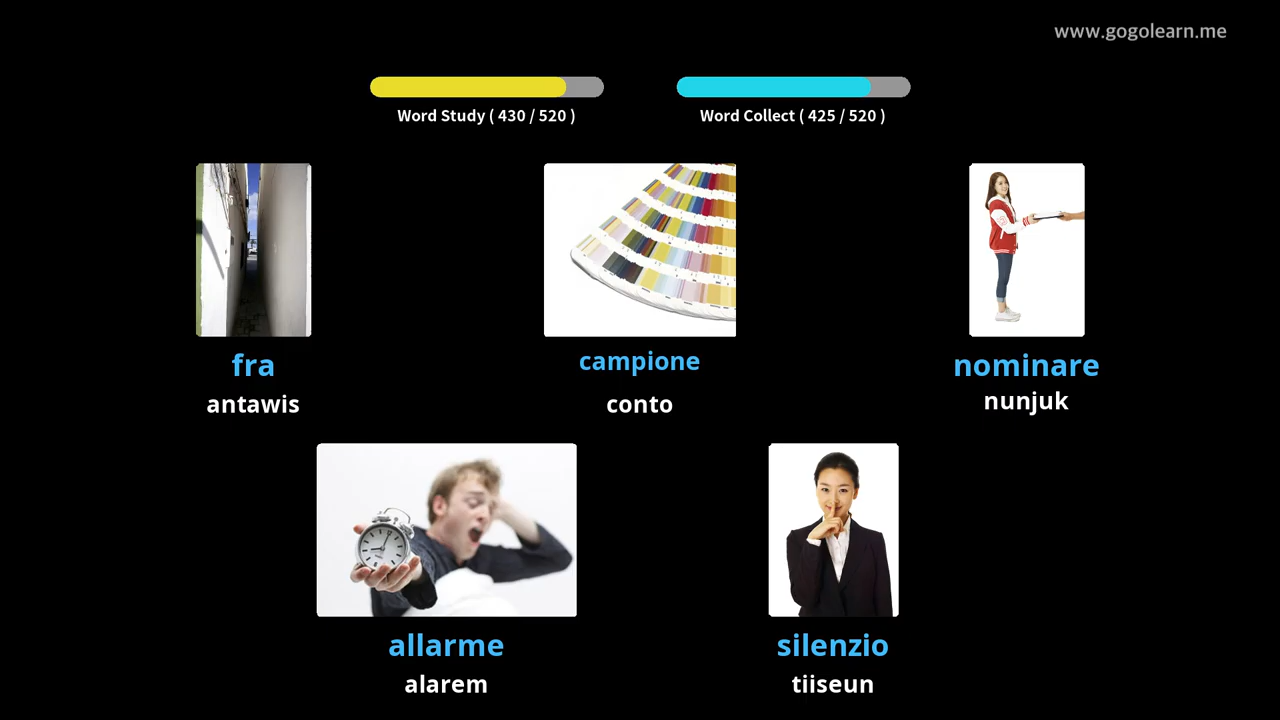 www.gogolearn.me
Word Study ( 430 / 520 )
Word Collect ( 425 / 520 )
fra
antawis
campione
conto
nominare
nunjuk
allarme
alarem
silenzio
tiiseun